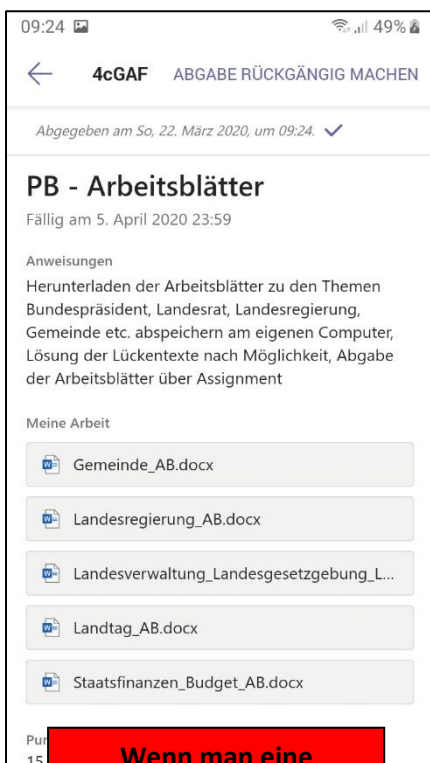 09:24 49%
4cGAF ABGABE RÜCKGÄNGIG MACHEN
Abgegeben am So, 22. März 2020, um 09:24.
PB - Arbeitsblätter
Fällig am 5. April 2020 23:59
Anweisungen
Herunterladen der Arbeitsblätter zu den Themen
Bundespräsident, Landesrat, Landesregierung,
Gemeinde etc. abspeichern am eigenen Computer,
Lösung der Lückentexte nach Möglichkeit, Abgabe
der Arbeitsblätter über Assignment
Meine Arbeit
Gemeinde_AB.docx
Landesregierung_AB.docx
Landesverwaltung_Landesgesetzgebung_L...
Landtag_AB.docx
Staatsfinanzen_Budget_AB.docx
Wenn man eine